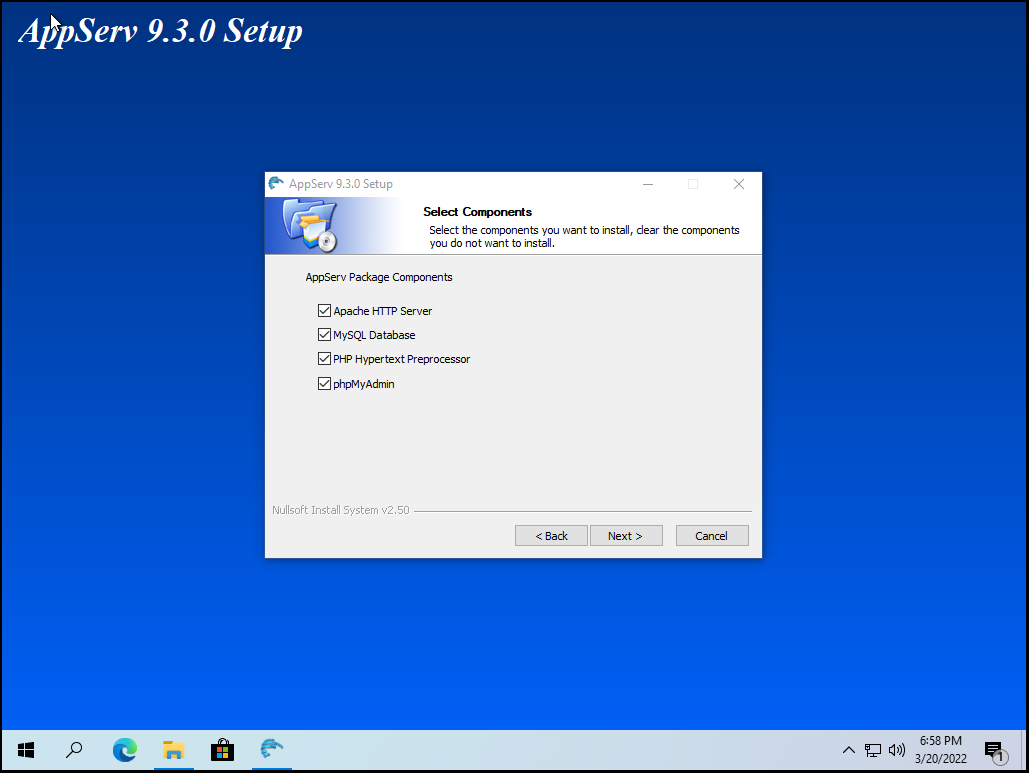 AppServ 9.3.0 Setup
AppServ 9.3.0 Setup
Select Components
Select the components you want to install, clear the components
you do not want to install.
AppServ Package Components
Apache HTTP Server
MySQL Database
PHP Hypertext Preprocessor
phpMyAdmin
Nullsoft Install System v2.50
< Back
Next >
Cancel
6:58 PM
3/20/2022
1